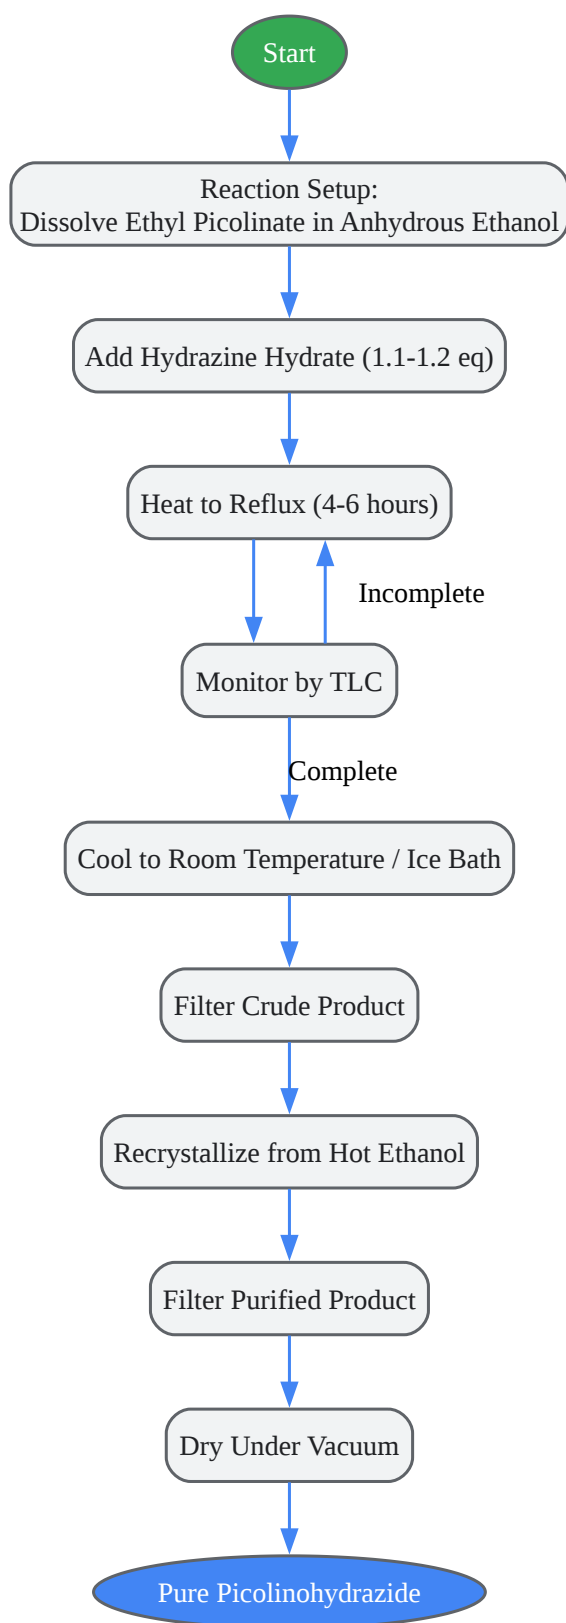 Start
Reaction Setup:
Dissolve Ethyl Picolinate in Anhydrous Ethanol
Add Hydrazine Hydrate (1.1-1.2 eq)
Heat to Reflux (4-6 hours)
Incomplete
Monitor by TLC
Complete
Cool to Room Temperature / Ice Bath
Filter Crude Product
Recrystallize from Hot Ethanol
Filter Purified Product
Dry Under Vacuum
Pure Picolinohydrazide